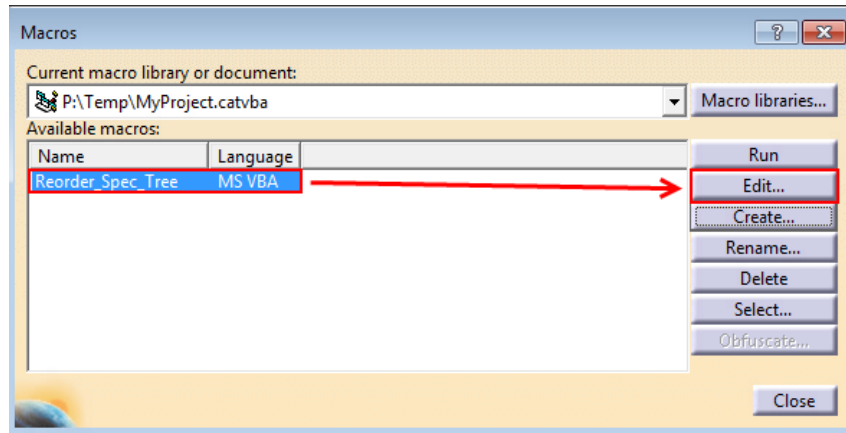 Macros
Current macro library or document:
P:\Temp\MyProject.catvba
Macro libraries...
Available macros:
Name Language
Run
Reorder_Spec_Tree MS VBA
Edit...
Create...
Rename...
Delete
Select...
Obfuscate...
Close